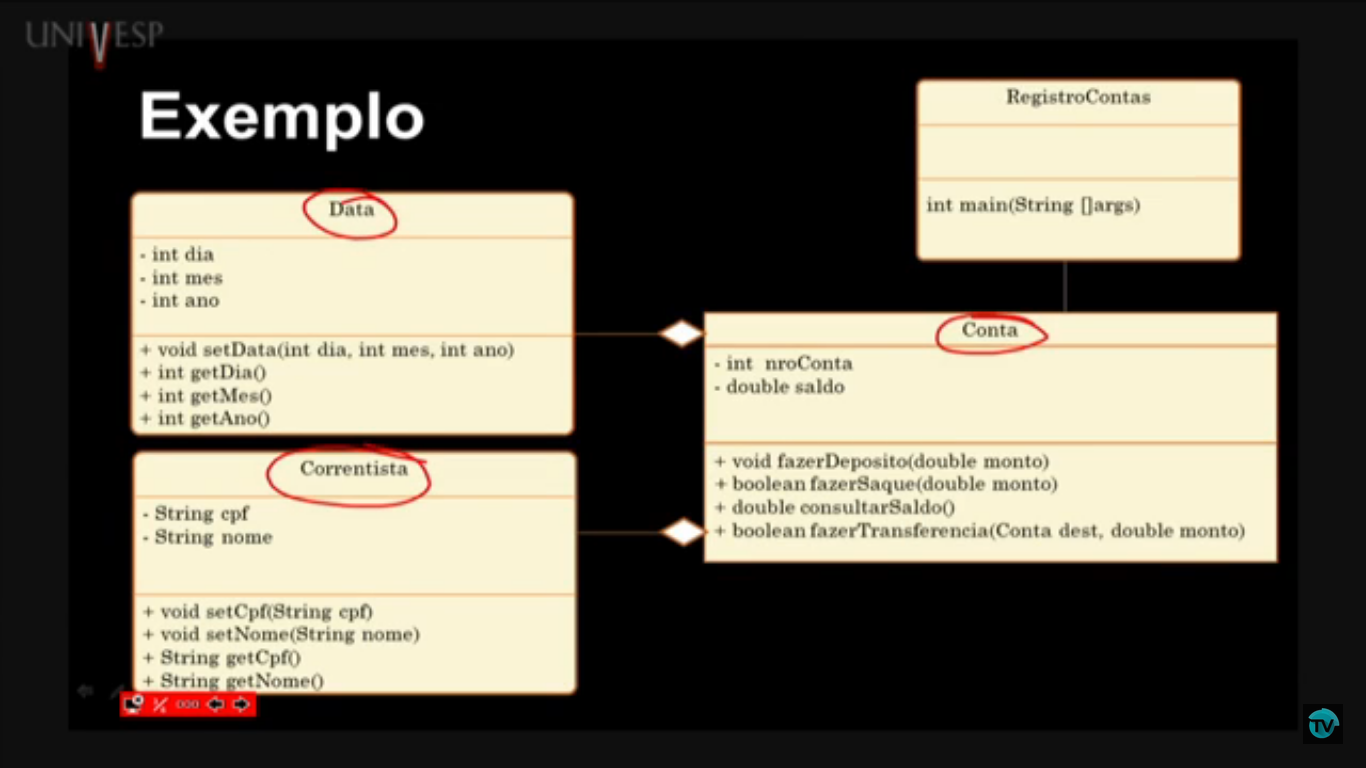 UNIVESP
Exemplo
RegistroContas
int main(String []args)
Data
- int dia
- int mes
- int ano
+ void setData(int dia, int mes, int ano)
+ int getDia()
+ int getMes()
+ int getAno()
Conta
- int nroConta
- double saldo
+ void fazerDeposito(double monto)
+ boolean fazerSaque(double monto)
+ double consultarSaldo()
+ boolean fazerTransferencia(Conta dest, double monto)
Correntista
- String cpf
- String nome
+ void setCpf(String cpf)
+ void setNome(String nome)
+ String getCpf()
+ String getNome()
TV